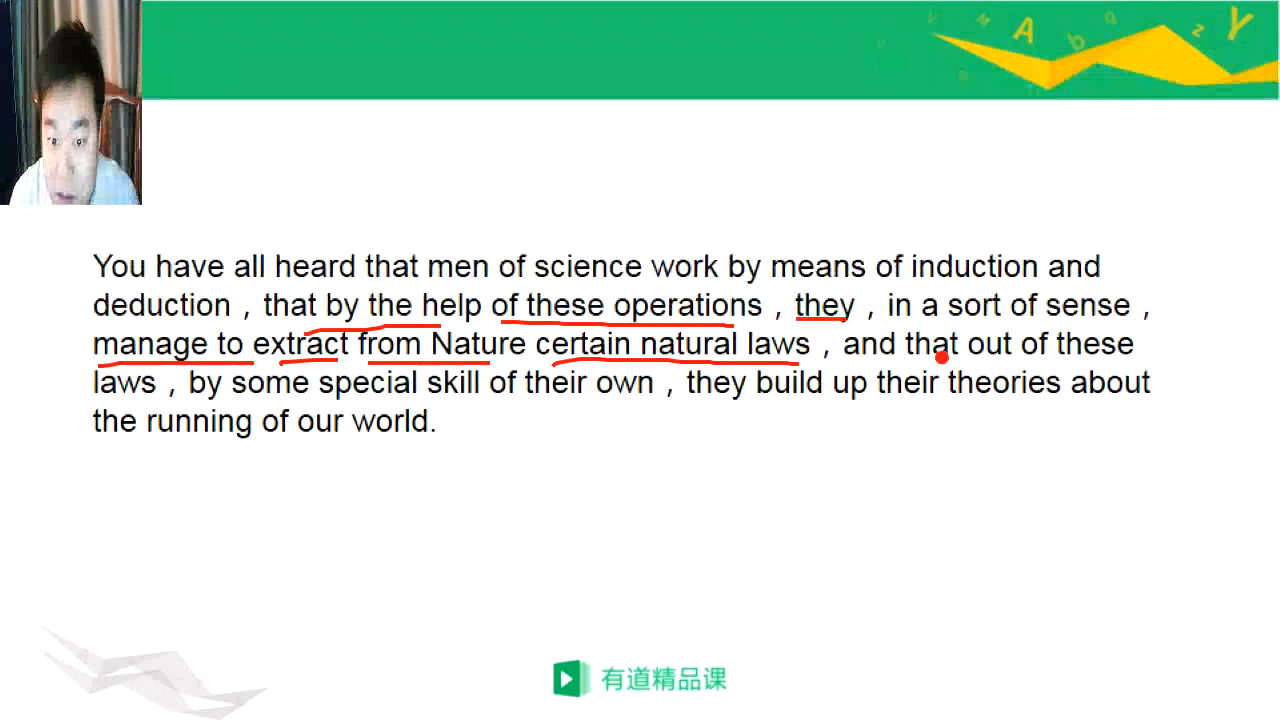 V M A b a z Y
You have all heard that men of science work by means of induction and
deduction，that by the help of these operations，they，in a sort of sense，
manage to extract from Nature certain natural laws，and that out of these
laws，by some special skill of their own，they build up their theories about
the running of our world.
有道精品课